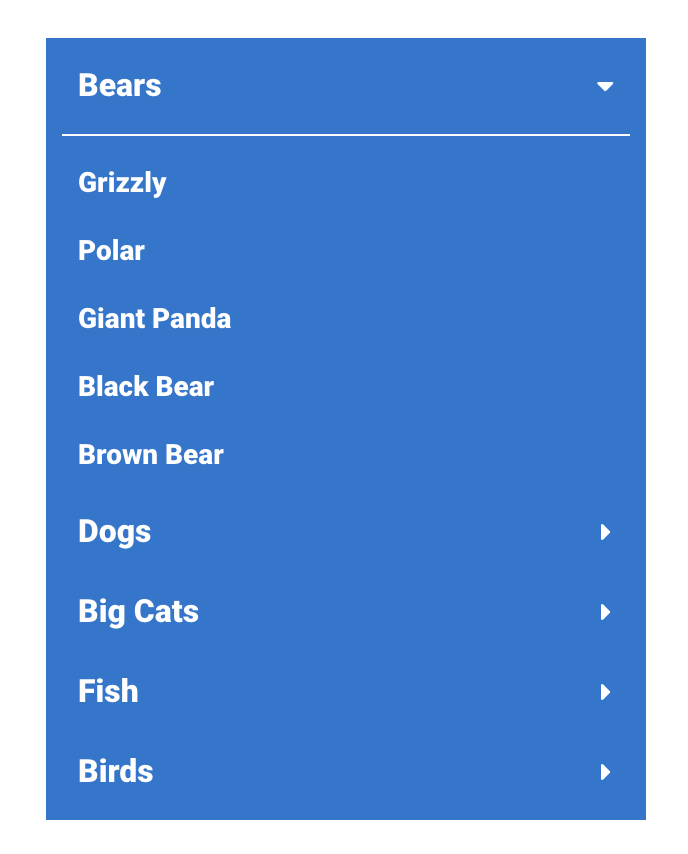 Bears
Grizzly
Polar
Giant Panda
Black Bear
Brown Bear
Dogs
Big Cats
Fish
Birds